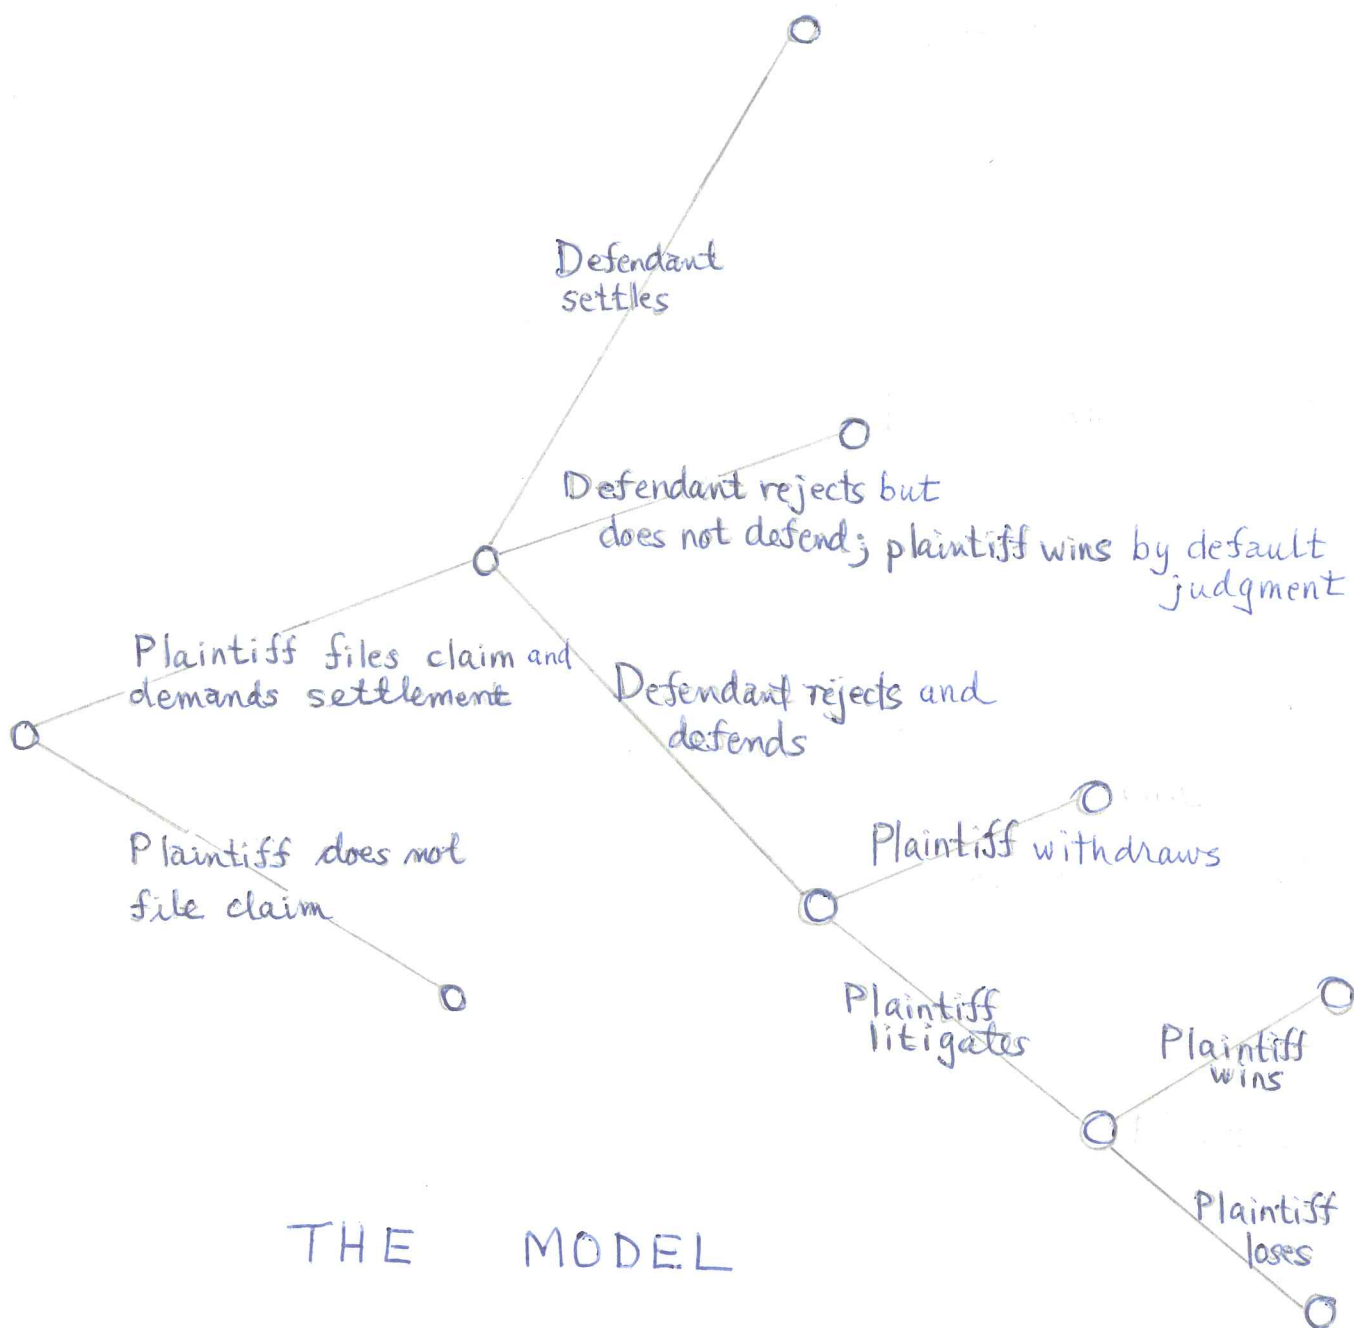 Defendant
settles
Defendant rejects but
does not defend; plaintiff wins by default
judgment
Plaintiff files claim and
demands settlement
Defendant rejects and
defends
Plaintiff does not
file claim
Plaintiff withdraws
Plaintiff
litigates
Plaintiff
wins
Plaintiff
loses
THE MODEL